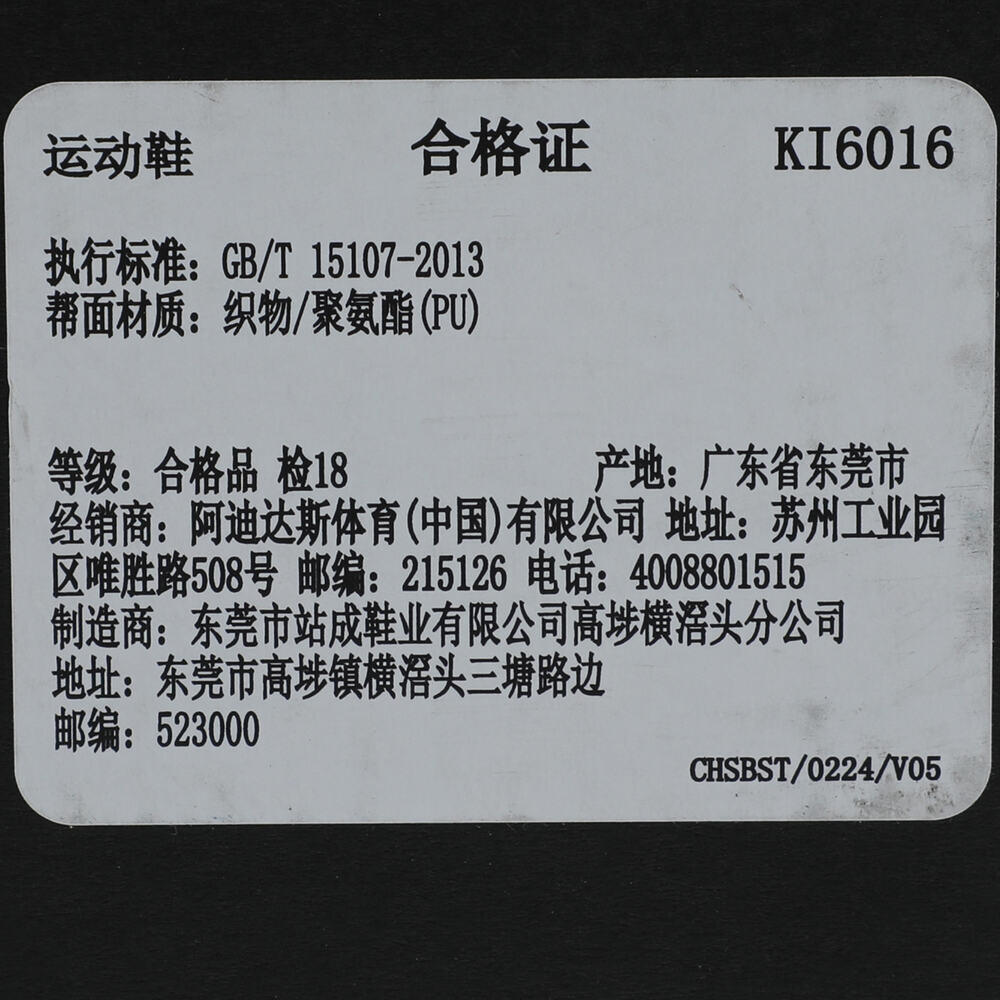 运动鞋 合格证 KI6016
执行标准：GB/T 15107-2013
帮面材质：织物/聚氨酯(PU)
等级：合格品 检18 产地：广东省东莞市
经销商：阿迪达斯体育(中国)有限公司 地址：苏州工业园
区唯胜路508号 邮编：215126 电话：4008801515
制造商：东莞市站成鞋业有限公司高埗横滘头分公司
地址：东莞市高埗镇横滘头三塘路边
邮编：523000
CHSBST/0224/V05